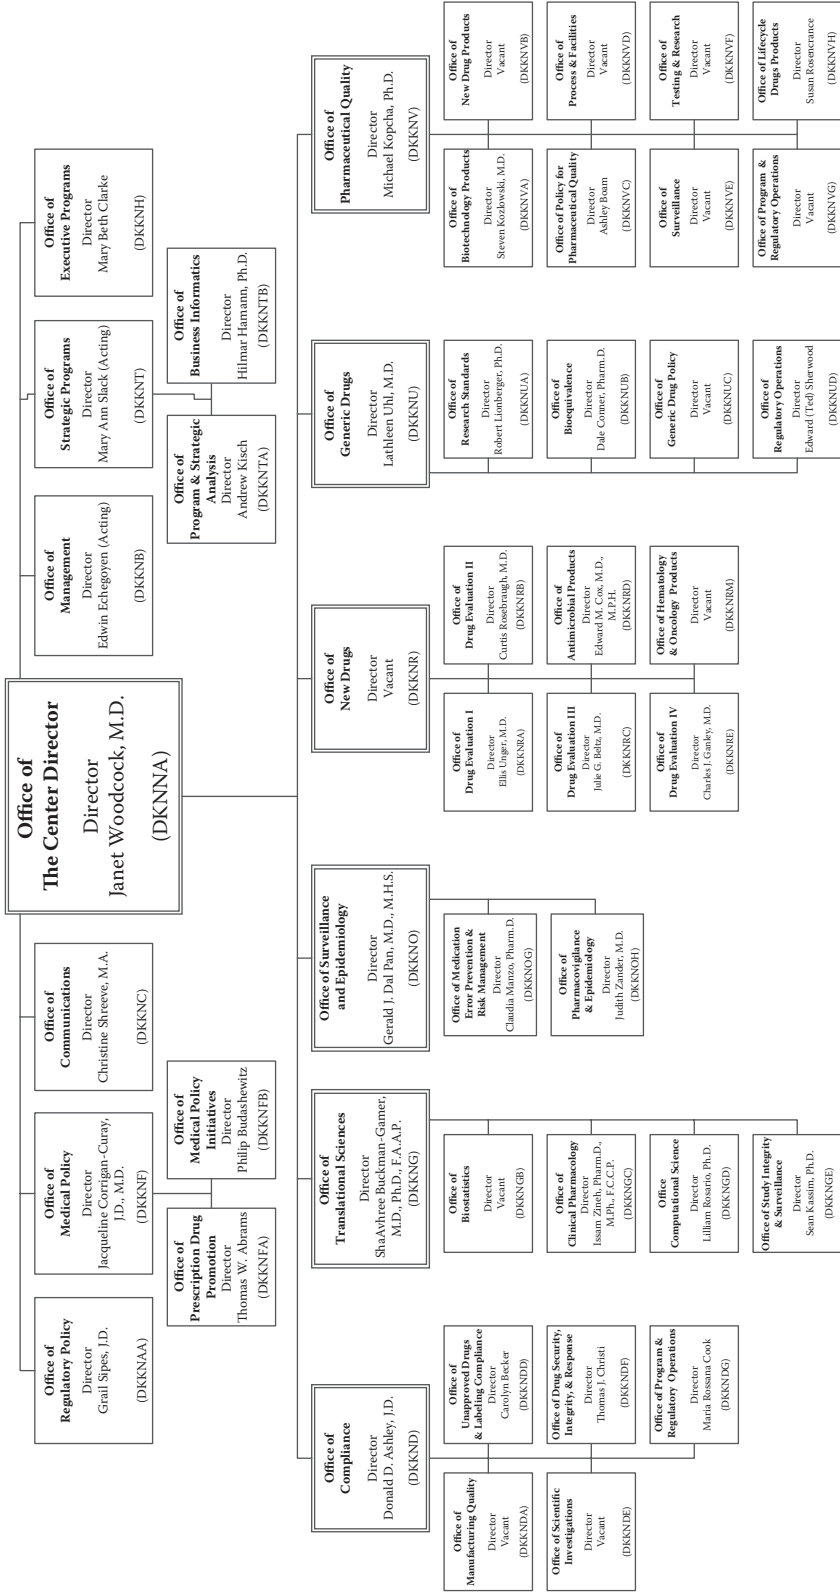 Office of
The Center Director
Director
Janet Woodcock, M.D.
(DKNNA)
Office of
Regulatory Policy
Director
Grail Sipes, J.D.
(DKKNAA)
Office of
Medical Policy
Director
Jacqueline Corrigan-Curay,
J.D., M.D.
(DKKNF)
Office of
Communications
Director
Christine Shreeve, M.A.
(DKKNC)
Office of
Management
Director
Edwin Echegoyen (Acting)
(DKKNB)
Office of
Strategic Programs
Director
Mary Ann Slack (Acting)
(DKKNT)
Office of
Executive Programs
Director
Mary Beth Clarke
(DKKNH)
Office of
Prescription Drug
Promotion
Director
Thomas W. Abrams
(DKKNFA)
Office of
Medical Policy
Initiatives
Director
Philip Budashewitz
(DKKNFB)
Office of
Program & Strategic
Analysis
Director
Andrew Kisch
(DKKNTA)
Office of
Business Informatics
Director
Hilmar Hamann, Ph.D.
(DKKNTB)
Office of
Compliance
Director
Donald D. Ashley, J.D.
(DKKND)
Office of
Translational Sciences
Director
ShaAvhree Buckman-Garner,
M.D., Ph.D., F.A.A.P.
(DKKNG)
Office of Surveillance
and Epidemiology
Director
Gerald J. Dal Pan, M.D., M.H.S.
(DKKNO)
Office of
New Drugs
Director
Vacant
(DKKNR)
Office of
Generic Drugs
Director
Lathleen Uhl, M.D.
(DKKNU)
Office of
Pharmaceutical Quality
Director
Michael Kopcha, Ph.D.
(DKKNV)
Office of
Manufacturing Quality
Director
Vacant
(DKKNDA)
Office of
Unapproved Drugs
& Labeling Compliance
Director
Carolyn Becker
(DKKNDD)
Office of Scientific
Investigations
Director
Vacant
(DKKNDE)
Office of Drug Security,
Integrity, & Response
Director
Thomas J. Christi
(DKKNDF)
Office of Program &
Regulatory Operations
Director
Maria Rossana Cook
(DKKNDG)
Office of
Biostatistics
Director
Vacant
(DKKNGB)
Office of
Clinical Pharmacology
Director
Issam Zineh, Pharm.D.,
M.Ph., F.C.C.P.
(DKKNGC)
Office
Computational Science
Director
Lilliam Rosario, Ph.D.
(DKKNGD)
Office of Study Integrity
& Surveillance
Director
Sean Kassim, Ph.D.
(DKKNGE)
Office of Medication
Error Prevention &
Risk Management
Director
Claudia Manzo, Pharm.D.
(DKKNOG)
Office of
Pharmacovigilance
& Epidemiology
Director
Judith Zander, M.D.
(DKKNOH)
Office of
Drug Evaluation I
Director
Ellis Unger, M.D.
(DKKNRA)
Office of
Drug Evaluation II
Director
Curtis Rosebraugh, M.D.
(DKKNRB)
Office of
Drug Evaluation III
Director
Julie G. Beltz, M.D.
(DKKNRC)
Office of
Antimicrobial Products
Director
Edward M. Cox, M.D.,
M.P.H.
(DKKNRD)
Office of
Drug Evaluation IV
Director
Charles J. Ganley, M.D.
(DKKNRE)
Office of Hematology
& Oncology Products
Director
Vacant
(DKKNRM)
Office of
Research Standards
Director
Robert Lionberger, Ph.D.
(DKKNUA)
Office of
Bioequivalence
Director
Dale Conner, Pharm.D.
(DKKNUB)
Office of
Generic Drug Policy
Director
Vacant
(DKKNUC)
Office of
Regulatory Operations
Director
Edward (Ted) Sherwood
(DKKNUD)
Office of
Biotechnology Products
Director
Steven Kozlowski, M.D.
(DKKNVA)
Office of
New Drug Products
Director
Vacant
(DKKNVB)
Office of Policy for
Pharmaceutical Quality
Director
Ashley Boam
(DKKNVC)
Office of
Process & Facilities
Director
Vacant
(DKKNVD)
Office of
Surveillance
Director
Vacant
(DKKNVE)
Office of
Testing & Research
Director
Vacant
(DKKNVF)
Office of Program &
Regulatory Operations
Director
Vacant
(DKKNVG)
Office of Lifecycle
Drugs Products
Director
Susan Rosencrance
(DKKNVH)